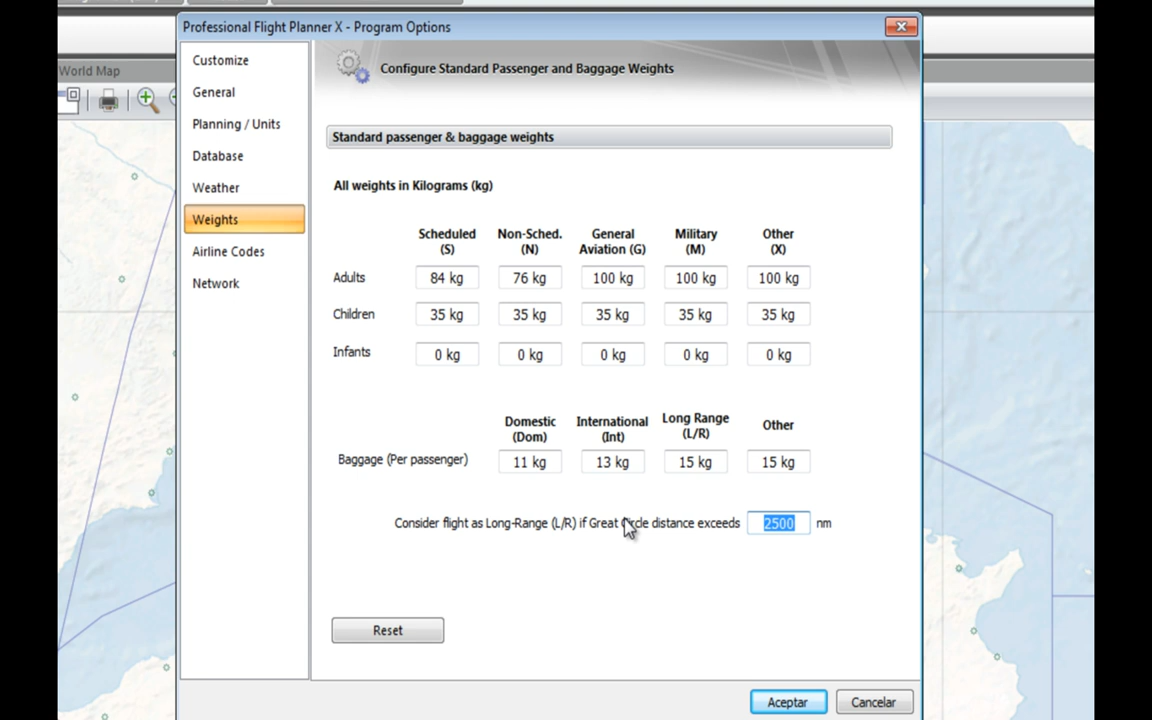 Professional Flight Planner X - Program Options
World Map
Customize
General
Planning / Units
Database
Weather
Weights
Airline Codes
Network
Configure Standard Passenger and Baggage Weights
Standard passenger & baggage weights
All weights in Kilograms (kg)
Scheduled (S) Non-Sched. (N) General Aviation (G) Military (M) Other (X)
Adults 84 kg 76 kg 100 kg 100 kg 100 kg
Children 35 kg 35 kg 35 kg 35 kg 35 kg
Infants 0 kg 0 kg 0 kg 0 kg 0 kg
Domestic (Dom) International (Int) Long Range (L/R) Other
Baggage (Per passenger) 11 kg 13 kg 15 kg 15 kg
Consider flight as Long-Range (L/R) if Great Circle distance exceeds 2500 nm
Reset
Aceptar Cancelar